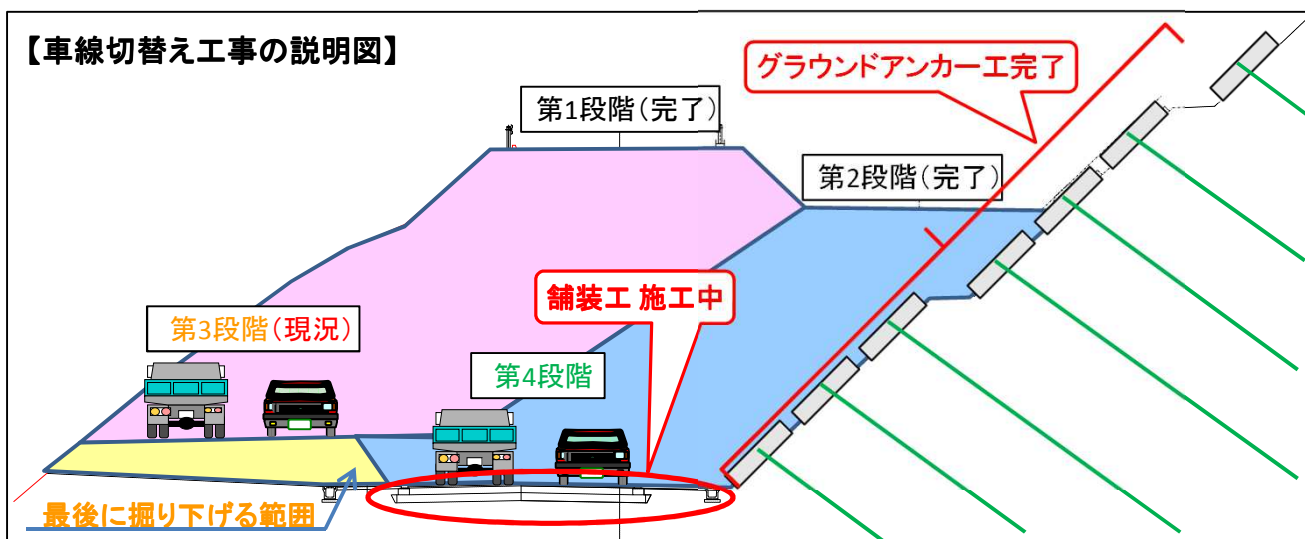 【車線切替え工事の説明図】
グラウンドアンカー工完了
第1段階(完了)
第2段階(完了)
舗装工 施工中
第3段階(現況)
第4段階
最後に掘り下げる範囲